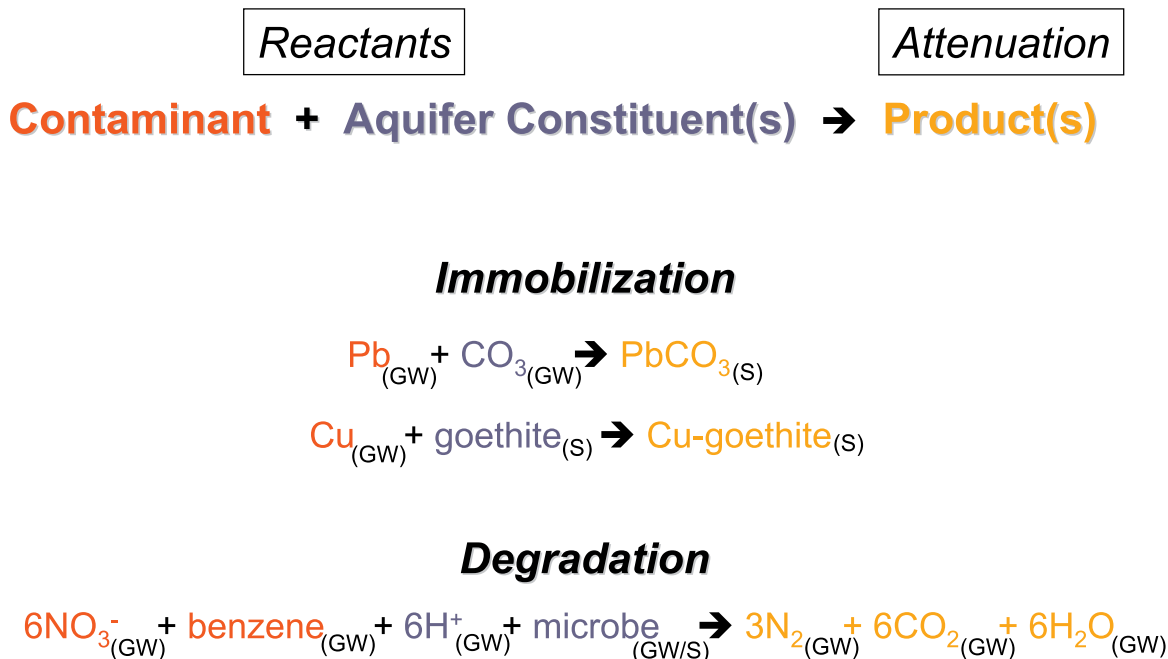 Reactants Attenuation
Contaminant + Aquifer Constituent(s) ➔ Product(s)
Immobilization
Pb(GW) + CO₃(GW) ➔ PbCO₃(S)
Cu(GW) + goethite(S) ➔ Cu-goethite(S)
Degradation
6NO₃⁻(GW) + benzene(GW) + 6H⁺(GW) + microbe(GW/S) ➔ 3N₂(GW) + 6CO₂(GW) + 6H₂O(GW)